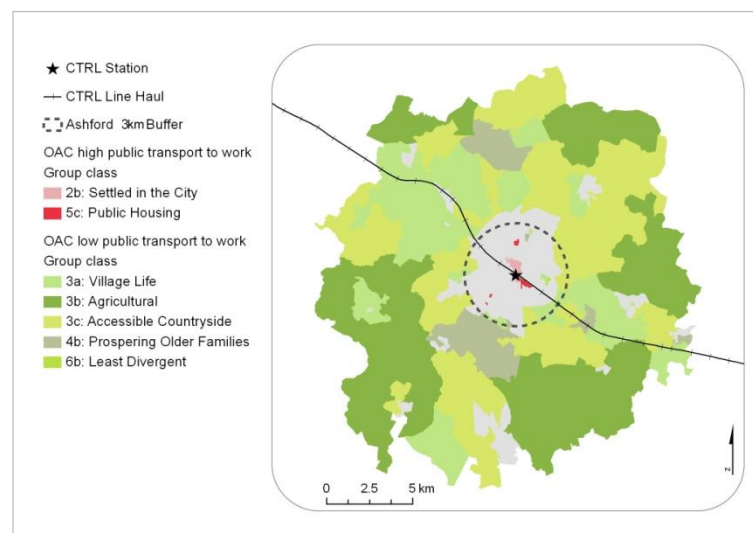 CTRL Station
CTRL Line Haul
Ashford 3kmBuffer
OAC high public transport to work
Group class
2b: Settled in the City
5c: Public Housing
OAC low public transport to work
Group class
3a: Village Life
3b: Agricultural
3c: Accessible Countryside
4b: Prospering Older Families
6b: Least Divergent
0 2.5 5 km
N